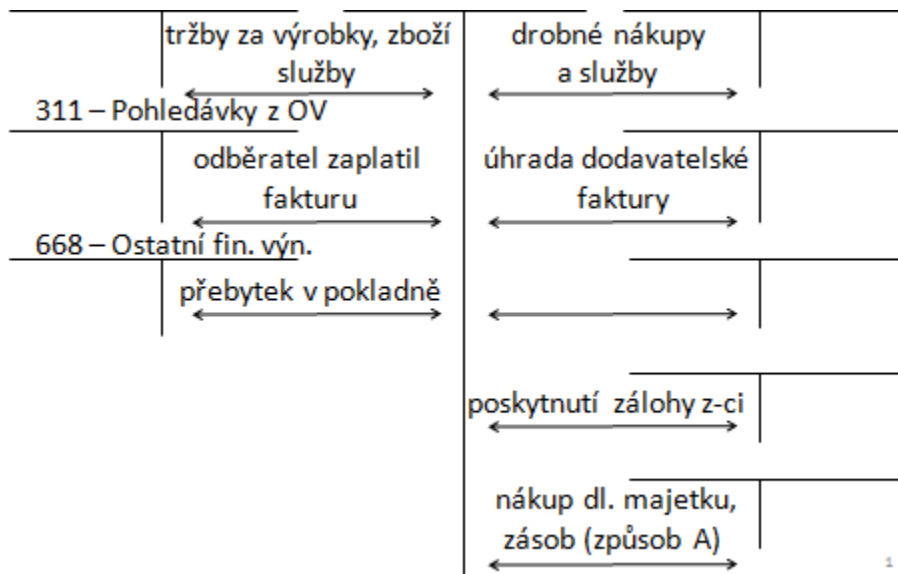 tržby za výrobky, zboží
služby
drobné nákupy
a služby
311 – Pohledávky z OV
odběratel zaplatil
fakturu
úhrada dodavatelské
faktury
668 – Ostatní fin. výn.
přebytek v pokladně
poskytnutí zálohy z-ci
nákup dl. majetku,
zásob (způsob A)
1